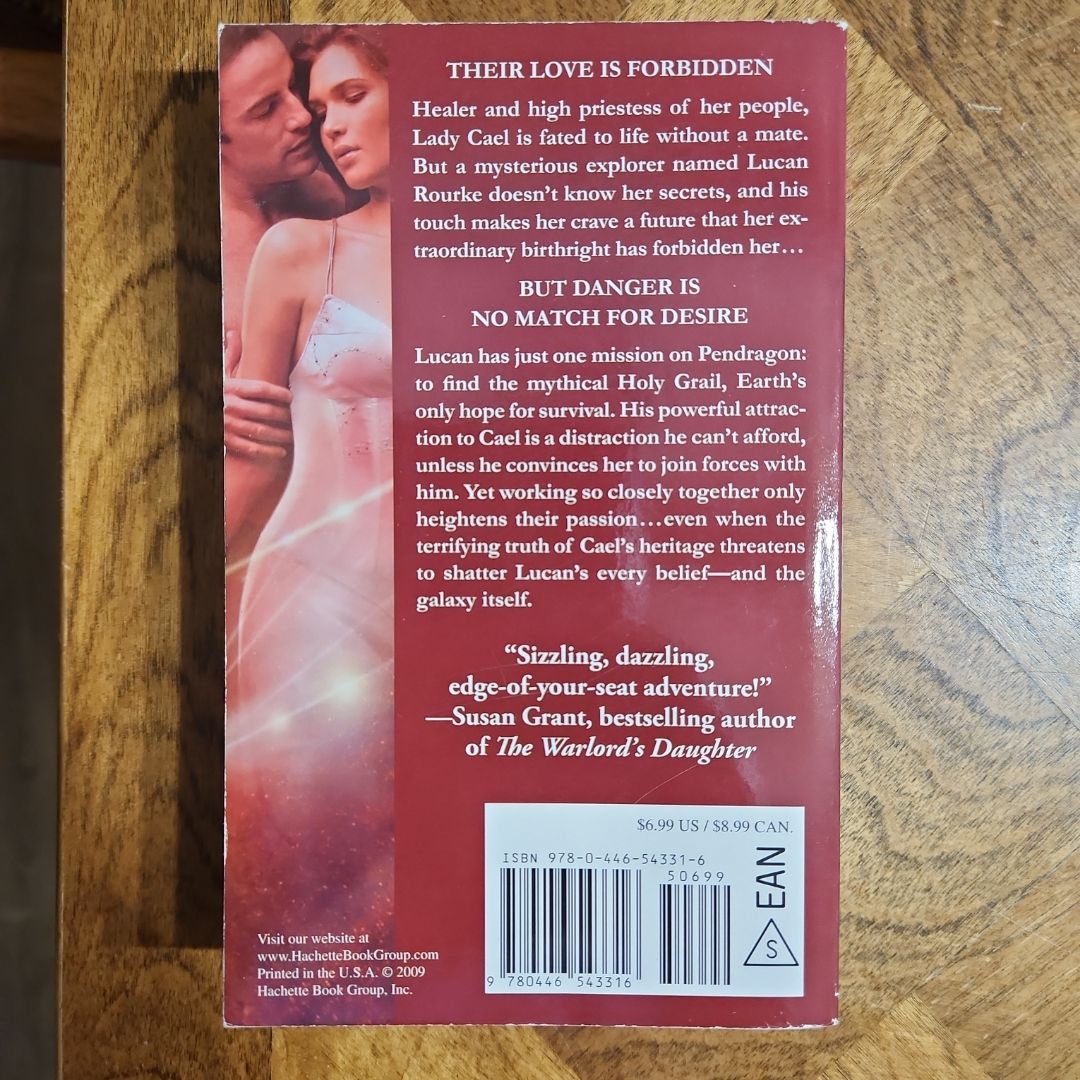 THEIR LOVE IS FORBIDDEN
Healer and high priestess of her people,
Lady Cael is fated to life without a mate.
But a mysterious explorer named Lucan
Rourke doesn't know her secrets, and his
touch makes her crave a future that her ex-
traordinary birthright has forbidden her...
BUT DANGER IS
NO MATCH FOR DESIRE
Lucan has just one mission on Pendragon:
to find the mythical Holy Grail, Earth's
only hope for survival. His powerful attrac-
tion to Cael is a distraction he can't afford,
unless he convinces her to join forces with
him. Yet working so closely together only
heightens their passion...even when the
terrifying truth of Cael's heritage threatens
to shatter Lucan's every belief—and the
galaxy itself.
"Sizzling, dazzling,
edge-of-your-seat adventure!"
—Susan Grant, bestselling author
of The Warlord's Daughter
$6.99 US / $8.99 CAN.
ISBN 978-0-446-54331-6
50699
EAN
S
9 780446 543316
Visit our website at
www.HachetteBookGroup.com
Printed in the U.S.A. © 2009
Hachette Book Group, Inc.